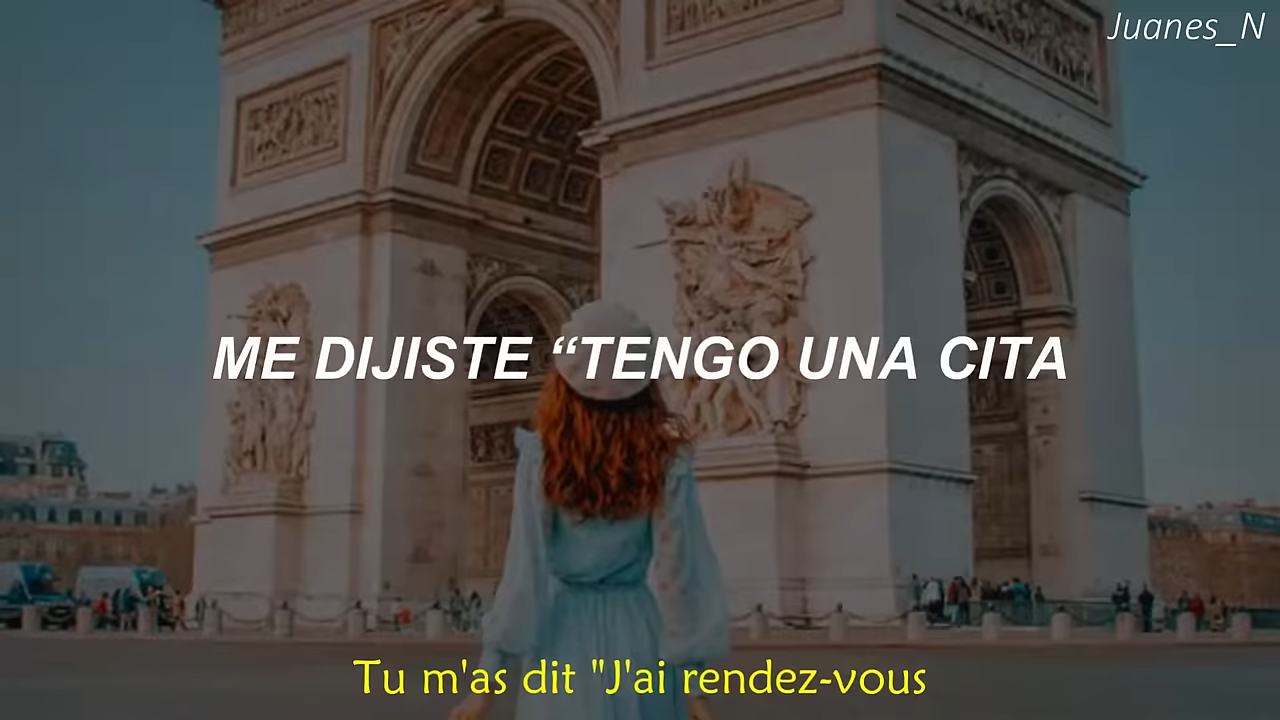 Juanes_N
ME DIJISTE “TENGO UNA CITA
Tu m'as dit "J'ai rendez-vous